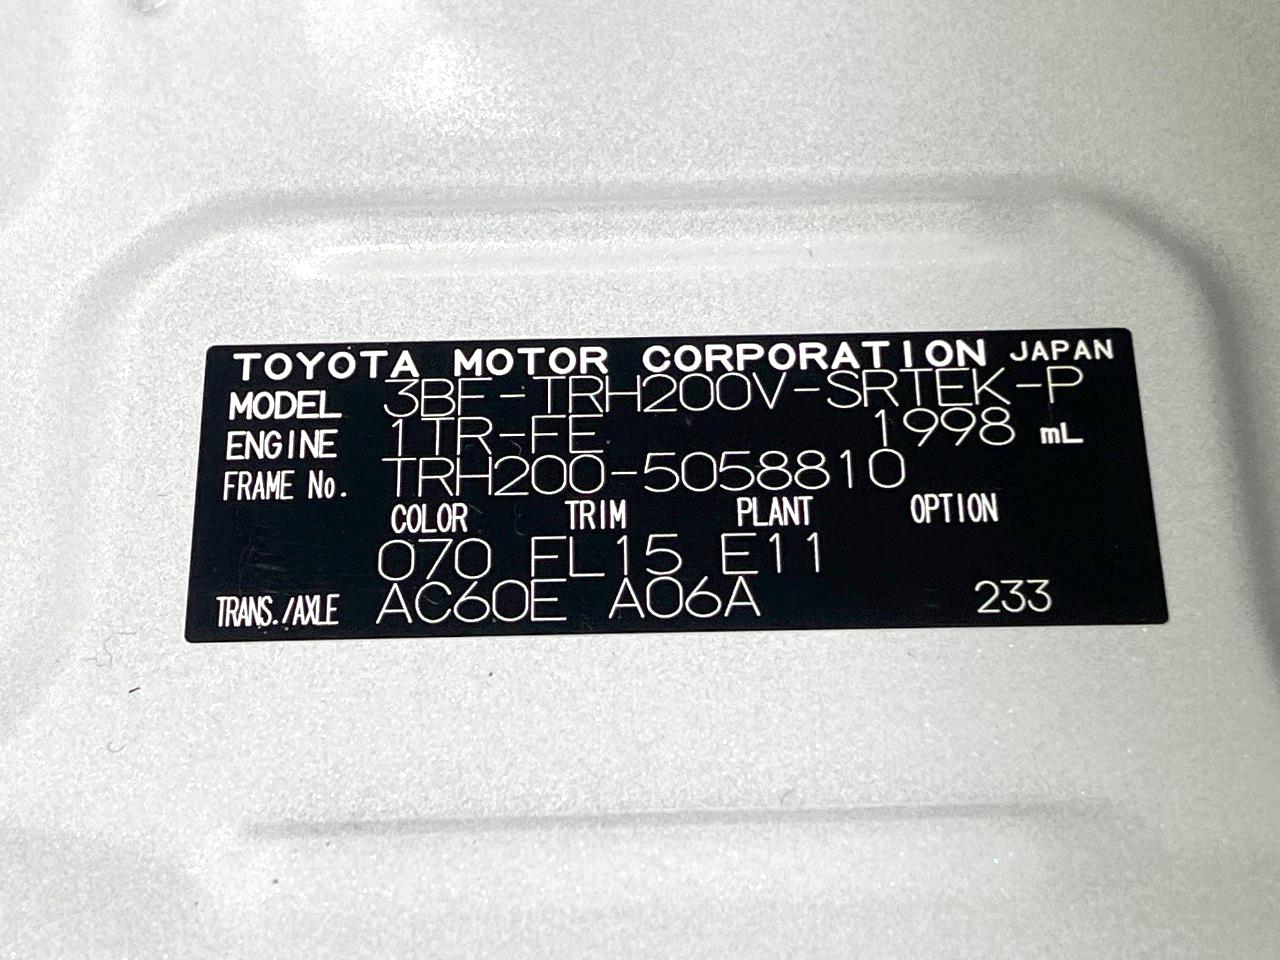 TOYOTA MOTOR CORPORATION JAPAN
MODEL 3BF-TRH200V-SRTEK-P
ENGINE 1TR-FE 1998 mL
FRAME No. TRH200-5058810
COLOR TRIM PLANT OPTION
070 FL15 E11
TRANS./AXLE AC60E A06A 233